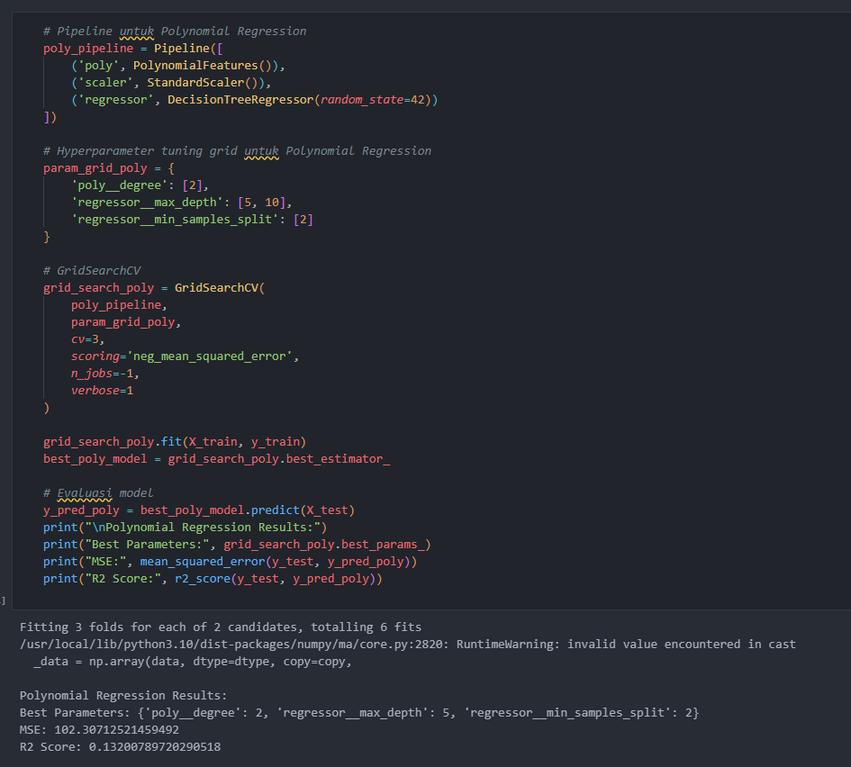 # Pipeline untuk Polynomial Regression
poly_pipeline = Pipeline([
    ('poly', PolynomialFeatures()),
    ('scaler', StandardScaler()),
    ('regressor', DecisionTreeRegressor(random_state=42))
])

# Hyperparameter tuning grid untuk Polynomial Regression
param_grid_poly = {
    'poly__degree': [2],
    'regressor__max_depth': [5, 10],
    'regressor__min_samples_split': [2]
}

# GridSearchCV
grid_search_poly = GridSearchCV(
    poly_pipeline,
    param_grid_poly,
    cv=3,
    scoring='neg_mean_squared_error',
    n_jobs=-1,
    verbose=1
)

grid_search_poly.fit(X_train, y_train)
best_poly_model = grid_search_poly.best_estimator_

# Evaluasi model
y_pred_poly = best_poly_model.predict(X_test)
print("\nPolynomial Regression Results:")
print("Best Parameters:", grid_search_poly.best_params_)
print("MSE:", mean_squared_error(y_test, y_pred_poly))
print("R2 Score:", r2_score(y_test, y_pred_poly))
]
Fitting 3 folds for each of 2 candidates, totalling 6 fits
/usr/local/lib/python3.10/dist-packages/numpy/ma/core.py:2820: RuntimeWarning: invalid value encountered in cast
  _data = np.array(data, dtype=dtype, copy=copy,

Polynomial Regression Results:
Best Parameters: {'poly__degree': 2, 'regressor__max_depth': 5, 'regressor__min_samples_split': 2}
MSE: 102.30712521459492
R2 Score: 0.13200789720290518